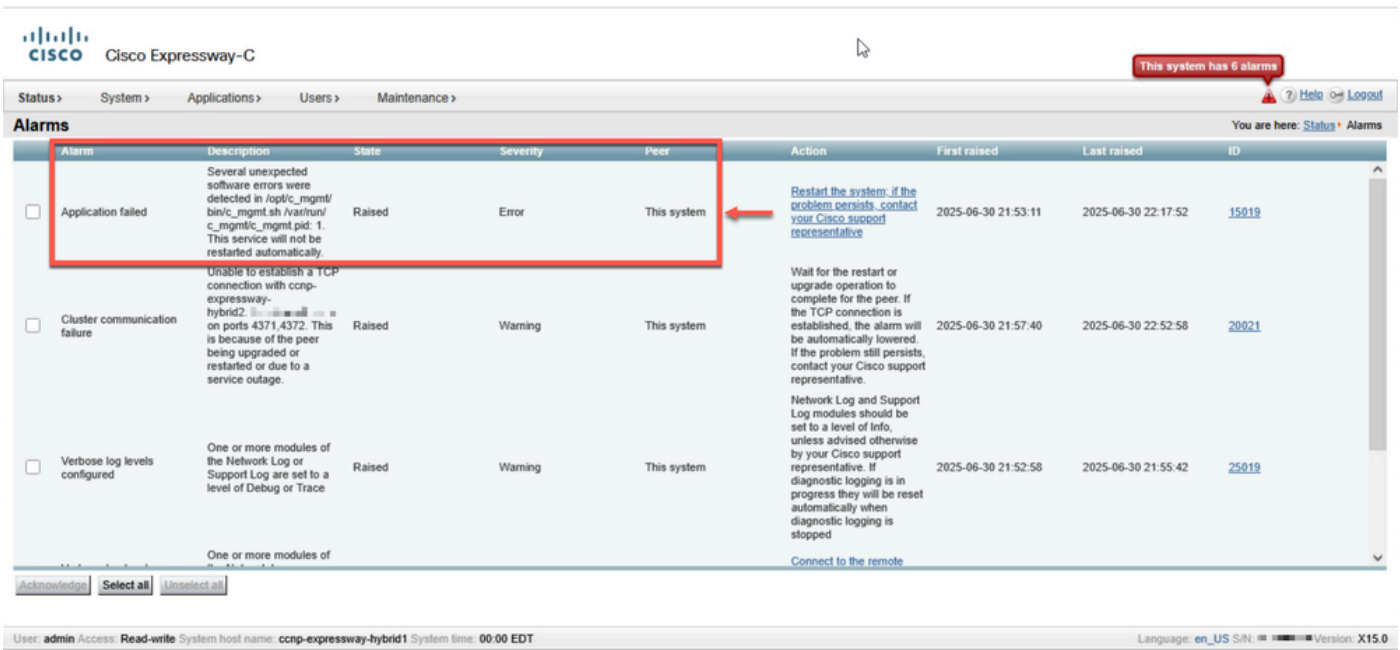 CISCO
Cisco Expressway-C
This system has 6 alarms
Status >
System >
Applications >
Users >
Maintenance >
? Help
Logout
Alarms
You are here: Status Alarms
Alarm
Description
State
Severity
Peer
Action
First raised
Last raised
ID
Application failed
Several unexpected
software errors were
detected in /opt/c_mgmt/
bin/c_mgmt.sh /var/run/
c_mgmt/c_mgmt.pid: 1.
This service will not be
restarted automatically.
Raised
Error
This system
Restart the system; if the
problem persists, contact
your Cisco support
representative
2025-06-30 21:53:11
2025-06-30 22:17:52
15019
Cluster communication
failure
Unable to establish a TCP
connection with ccnp-
expressway-
hybrid2.
on ports 4371,4372. This
is because of the peer
being upgraded or
restarted or due to a
service outage.
Raised
Warning
This system
Wait for the restart or
upgrade operation to
complete for the peer. If
the TCP connection is
established, the alarm will
be automatically lowered.
If the problem still persists,
contact your Cisco support
representative.
2025-06-30 21:57:40
2025-06-30 22:52:58
20021
Verbose log levels
configured
One or more modules of
the Network Log or
Support Log are set to a
level of Debug or Trace
Raised
Warning
This system
Network Log and Support
Log modules should be
set to a level of Info,
unless advised otherwise
by your Cisco support
representative. If
diagnostic logging is in
progress they will be reset
automatically when
diagnostic logging is
stopped
2025-06-30 21:52:58
2025-06-30 21:55:42
25019
One or more modules of
Connect to the remote
Acknowledge
Select all
Unselect all
User: admin Access: Read-write System host name: ccnp-expressway-hybrid1 System time: 00:00 EDT
Language: en_US S/N: Version: X15.0